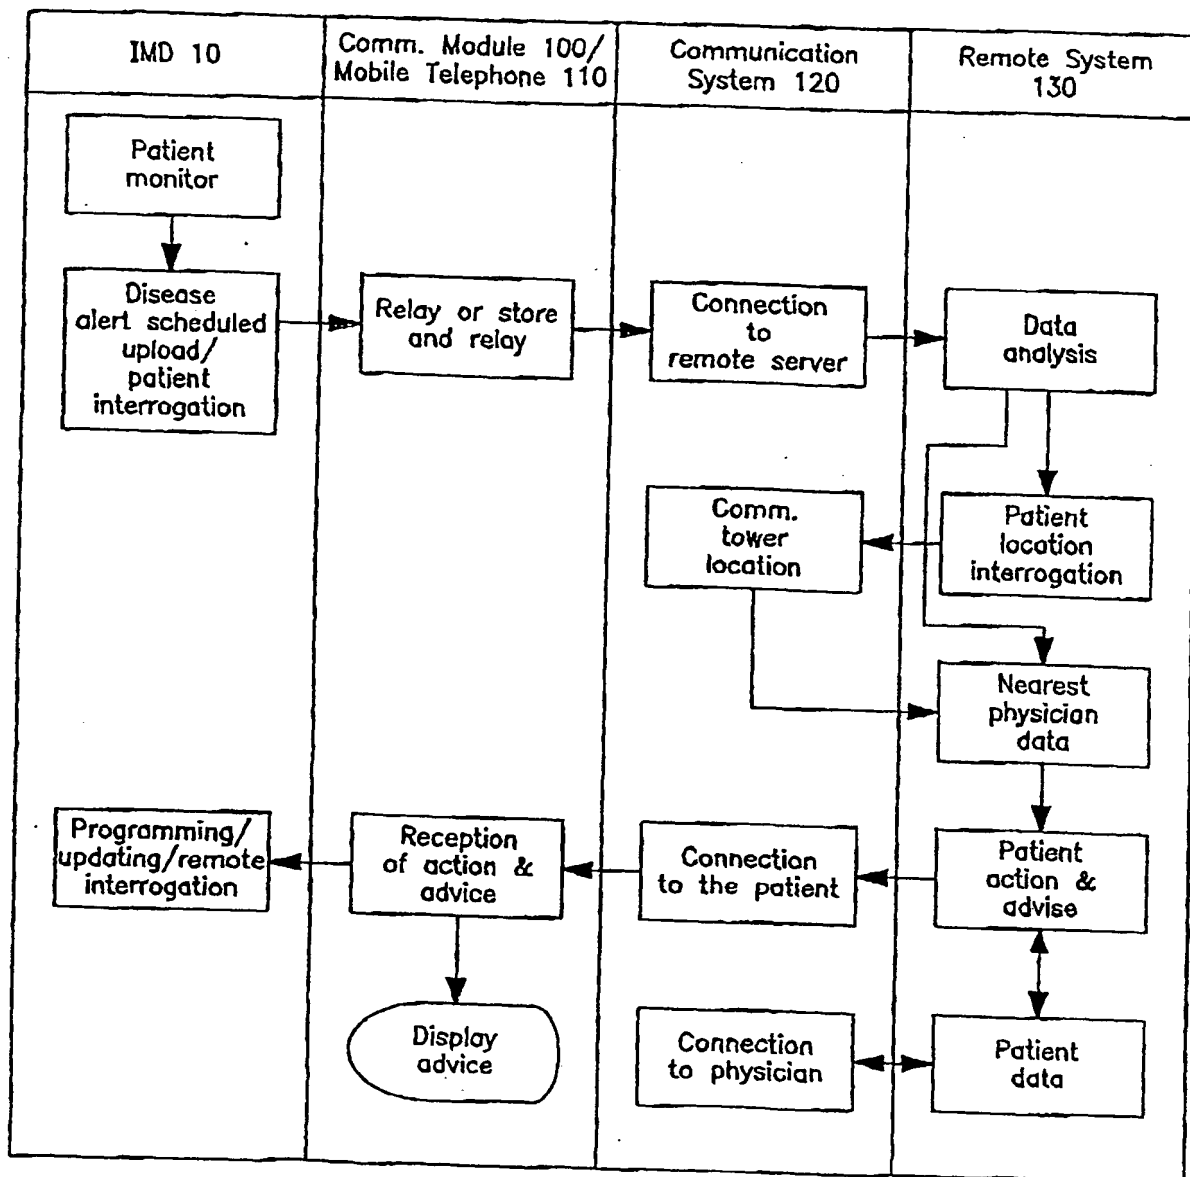 IMD 10
Comm. Module 100/
Mobile Telephone 110
Communication
System 120
Remote System
130
Patient
monitor
Disease
alert scheduled
upload/
patient
interrogation
Relay or store
and relay
Connection
to
remote server
Data
analysis
Comm.
tower
location
Patient
location
interrogation
Nearest
physician
data
Programming/
updating/remote
interrogation
Reception
of action &
advice
Connection
to the patient
Patient
action &
advise
Display
advice
Connection
to physician
Patient
data